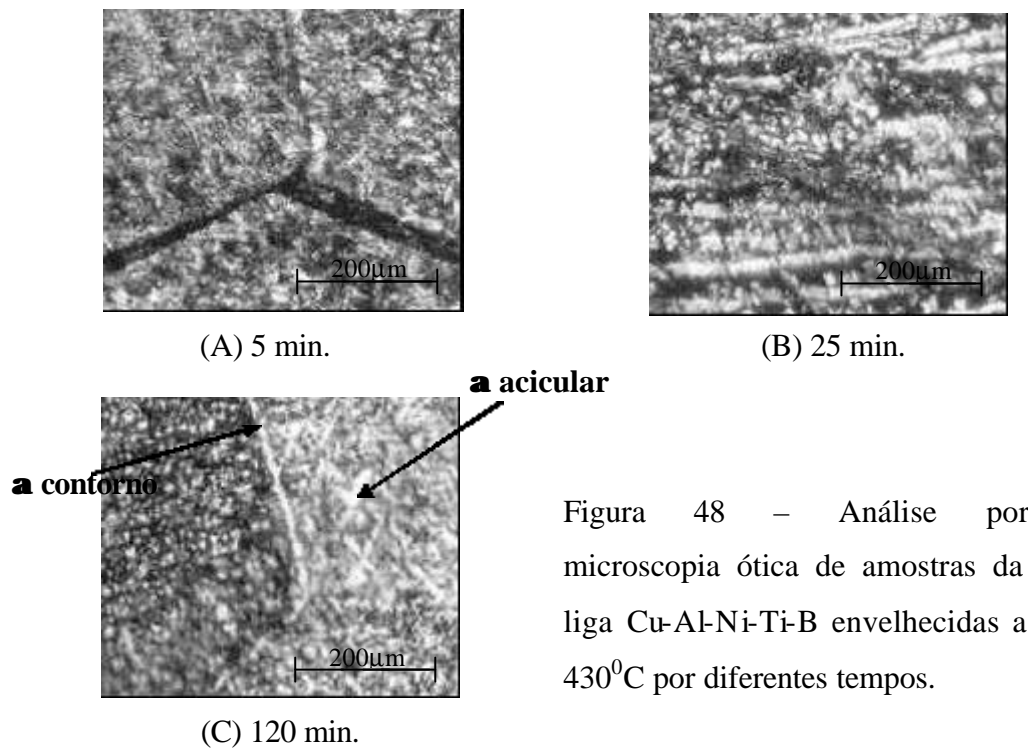 200μm
200μm
(A) 5 min.
(B) 25 min.
a acicular
a contorno
200μm
Figura 48 – Análise por
microscopia ótica de amostras da
liga Cu-Al-Ni-Ti-B envelhecidas a
430⁰C por diferentes tempos.
(C) 120 min.